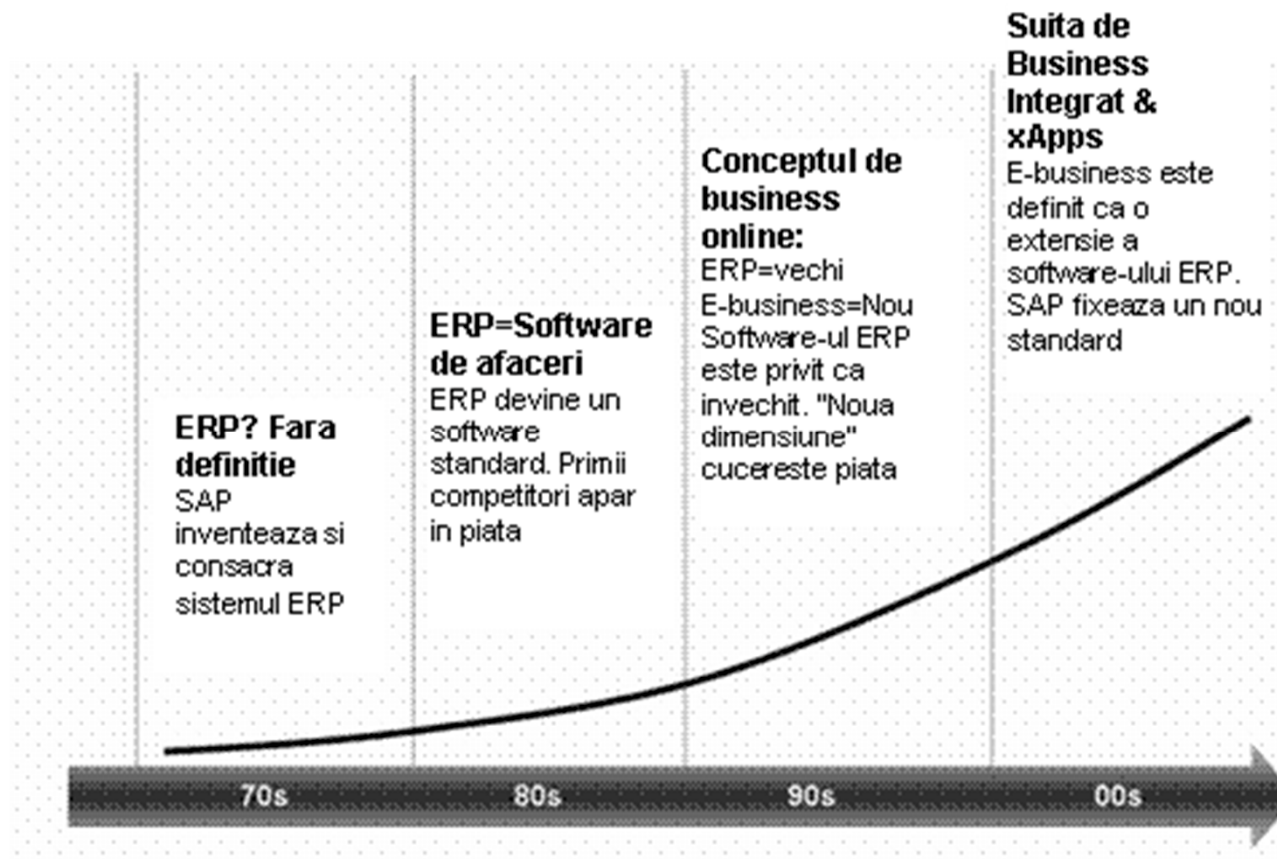 ERP? Fara
definitie
SAP
inventeaza si
consacra
sistemul ERP
ERP=Software
de afaceri
ERP devine un
software
standard. Primii
competitori apar
in piata
Conceptul de
business
online:
ERP=vechi
E-business=Nou
Software-ul ERP
este privit ca
invechit. "Noua
dimensiune"
cucereste piata
Suita de
Business
Integrat &
xApps
E-business este
definit ca o
extensie a
software-ului ERP.
SAP fixeaza un nou
standard
70s
80s
90s
00s